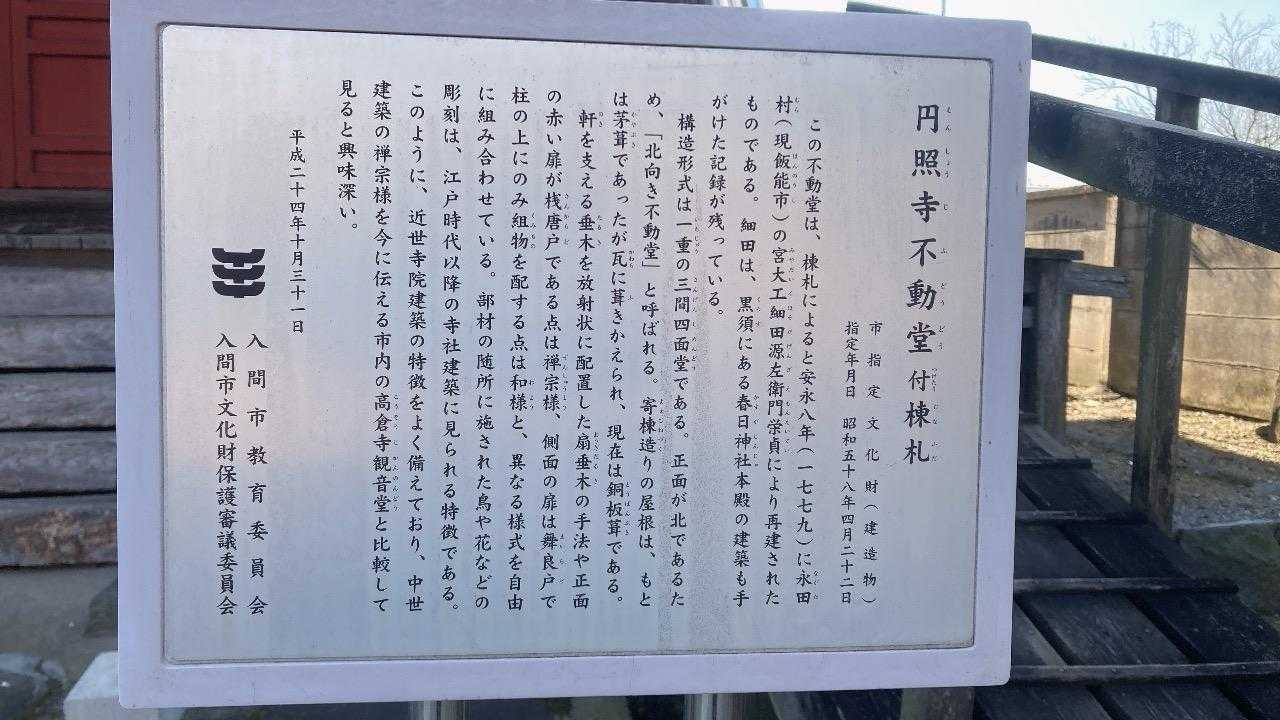 円照寺不動堂付棟札
市指定文化財（建造物）
指定年月日　昭和五十八年四月二十二日
この不動堂は、棟札によると安永八年（一七七九）に永田
村（現飯能市）の宮大工細田源左衛門栄貞により再建された
ものである。細田は、黒須にある春日神社本殿の建築も手
がけた記録が残っている。
構造形式は一重の三間四面堂である。正面が北であるた
め、「北向き不動堂」と呼ばれる。寄棟造りの屋根は、もと
は茅葺であったが瓦に葺きかえられ、現在は銅板葺である。
軒を支える垂木を放射状に配置した扇垂木の手法や正面
の赤い扉が桟唐戸である点は禅宗様、側面の扉は舞良戸で
柱の上にのみ組物を配する点は和様と、異なる様式を自由
に組み合わせている。部材の随所に施された鳥や花などの
彫刻は、江戸時代以降の寺社建築に見られる特徴である。
このように、近世寺院建築の特徴をよく備えており、中世
建築の禅宗様を今に伝える市内の高倉寺観音堂と比較して
見ると興味深い。
平成二十四年十月三十一日
入間市教育委員会
入間市文化財保護審議委員会